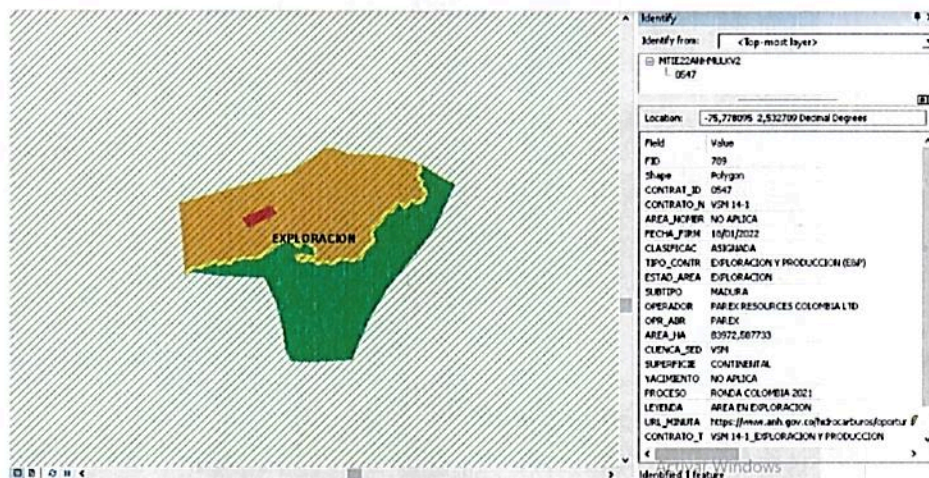 EXPLORACION
Identify
Identify from: <Top-most layer>
0547
Location: -75,778095 2,532709 Decimal Degrees
Field Value
FID 709
Shape Polygon
CONTRAT_ID 0547
CONTRATO_N VSM 14-1
AREA_NOMBR NO APLICA
FECHA_FIRM 18/01/2022
CLASIFICAC ASIGNADA
TIPO_CONTR EXPLORACION Y PRODUCCION (E&P)
ESTAD_AREA EXPLORACION
SUBTIPO MADURA
OPERADOR PAREX RESOURCES COLOMBIA LTD
OPR_ABR PAREX
AREA_HA 83972,587733
CUENCA_SED VSM
SUPERFICIE CONTINENTAL
YACIMIENTO NO APLICA
PROCESO RONDA COLOMBIA 2021
LEYENDA AREA EN EXPLORACION
URL_MINUTA https://www.anh.gov.co/hidrocarburos/oportur
CONTRATO_T VSM 14-1_EXPLORACION Y PRODUCCION
Activar Windows
Identified 1 feature